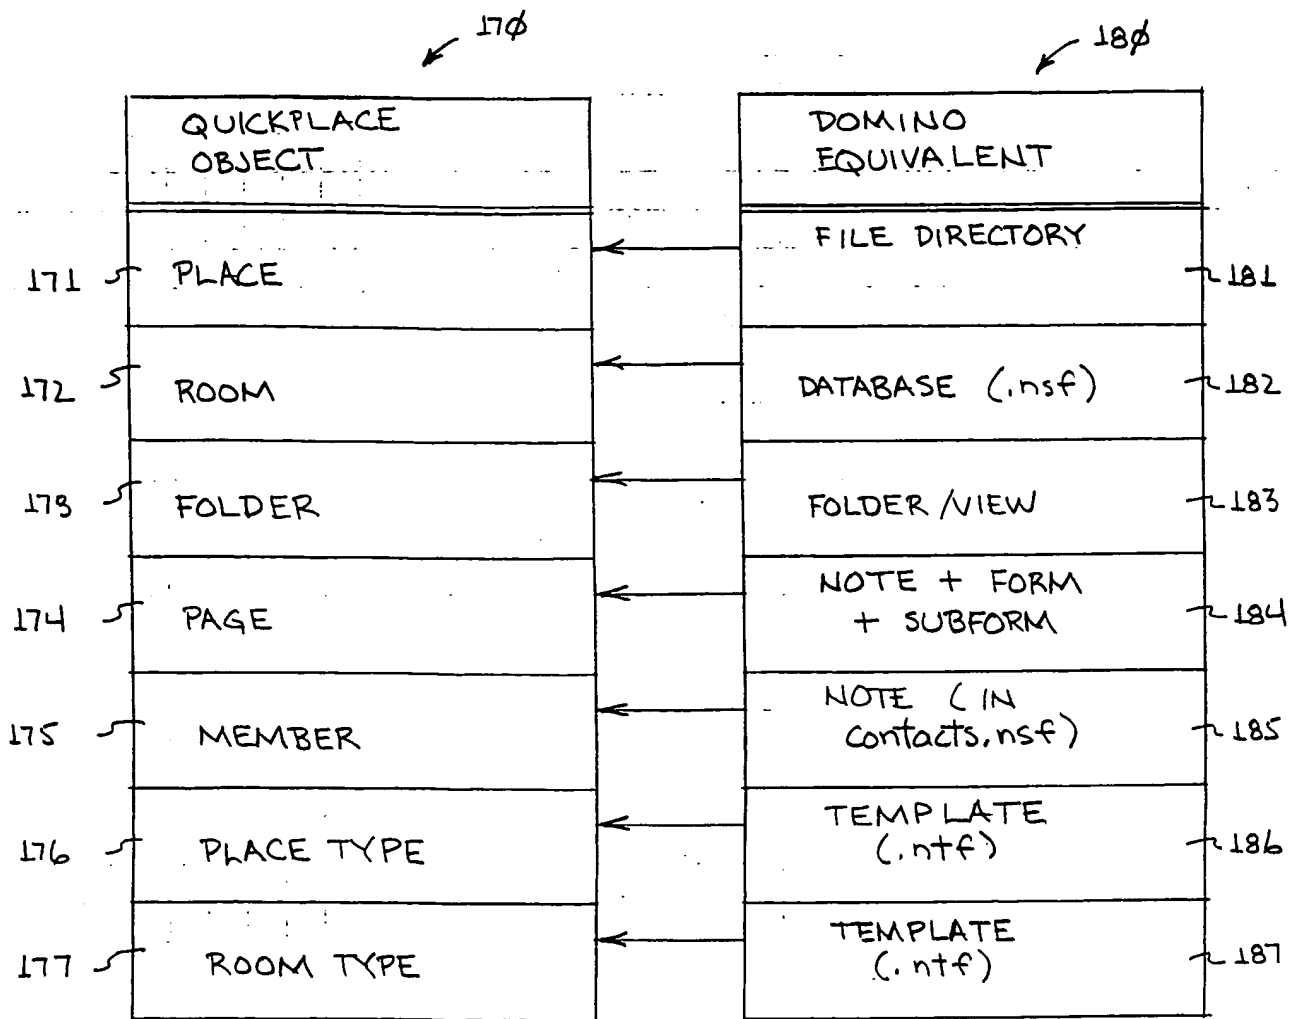 17Ø
18Ø
QUICKPLACE
OBJECT
DOMINO
EQUIVALENT
171
PLACE
FILE DIRECTORY
181
172
ROOM
DATABASE (.nsf)
182
173
FOLDER
FOLDER/VIEW
183
174
PAGE
NOTE + FORM
+ SUBFORM
184
175
MEMBER
NOTE (IN
contacts.nsf)
185
176
PLACE TYPE
TEMPLATE
(.ntf)
186
177
ROOM TYPE
TEMPLATE
(.ntf)
187